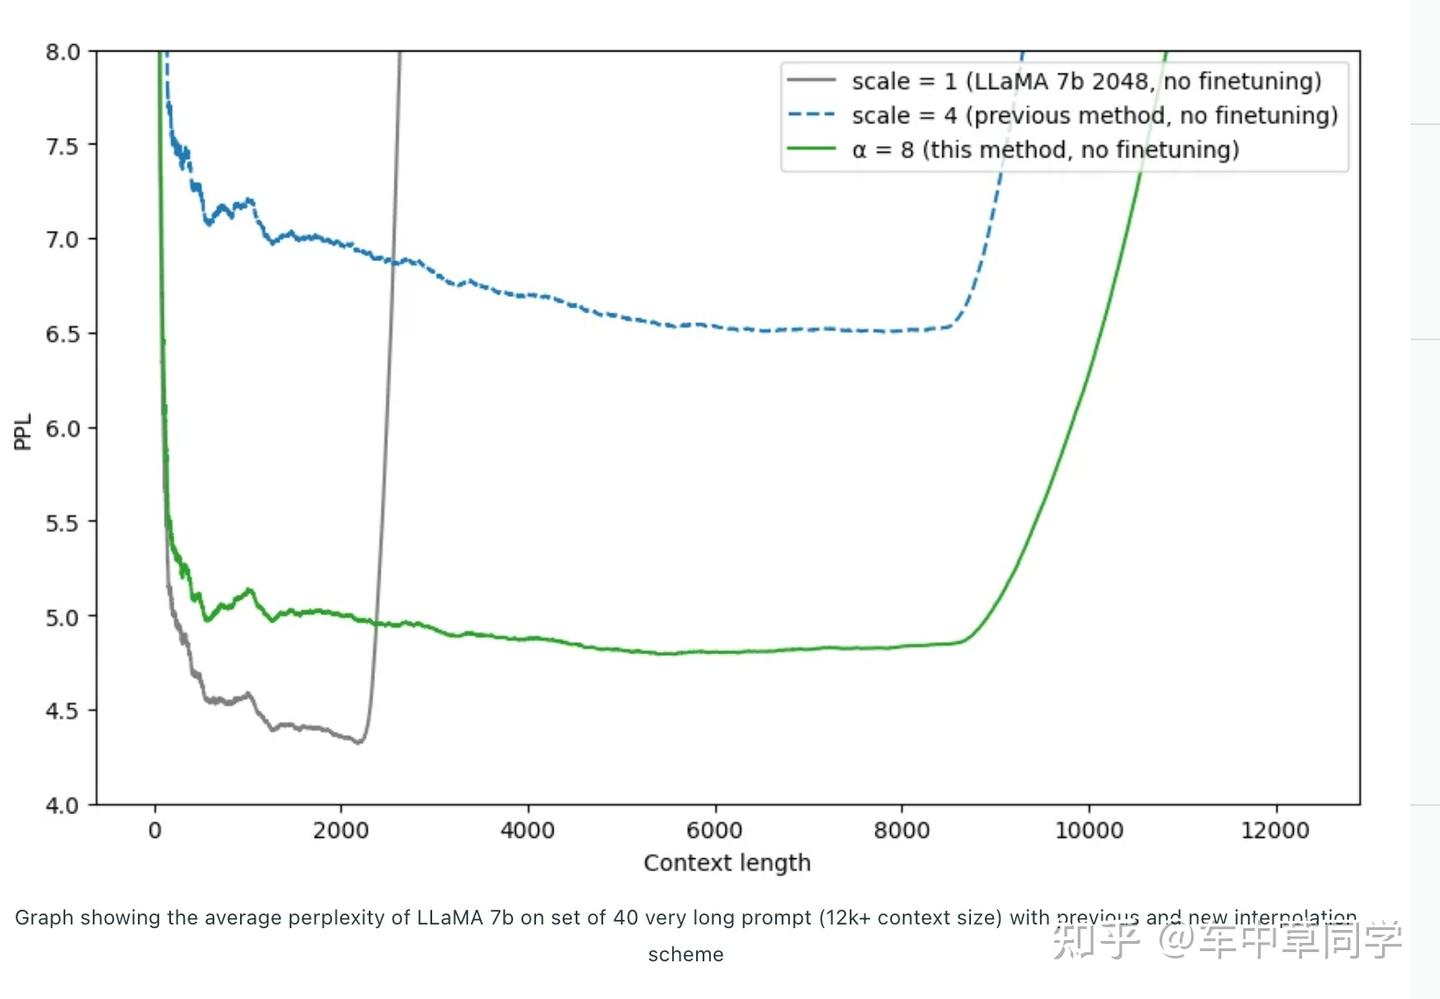 8.0
7.5
7.0
6.5
6.0
5.5
5.0
4.5
4.0
PPL
scale = 1 (LLaMA 7b 2048, no finetuning)
scale = 4 (previous method, no finetuning)
α = 8 (this method, no finetuning)
0 2000 4000 6000 8000 10000 12000
Context length
Graph showing the average perplexity of LLaMA 7b on set of 40 very long prompt (12k+ context size) with previous and new interpolation
scheme
知乎 @车中草同学